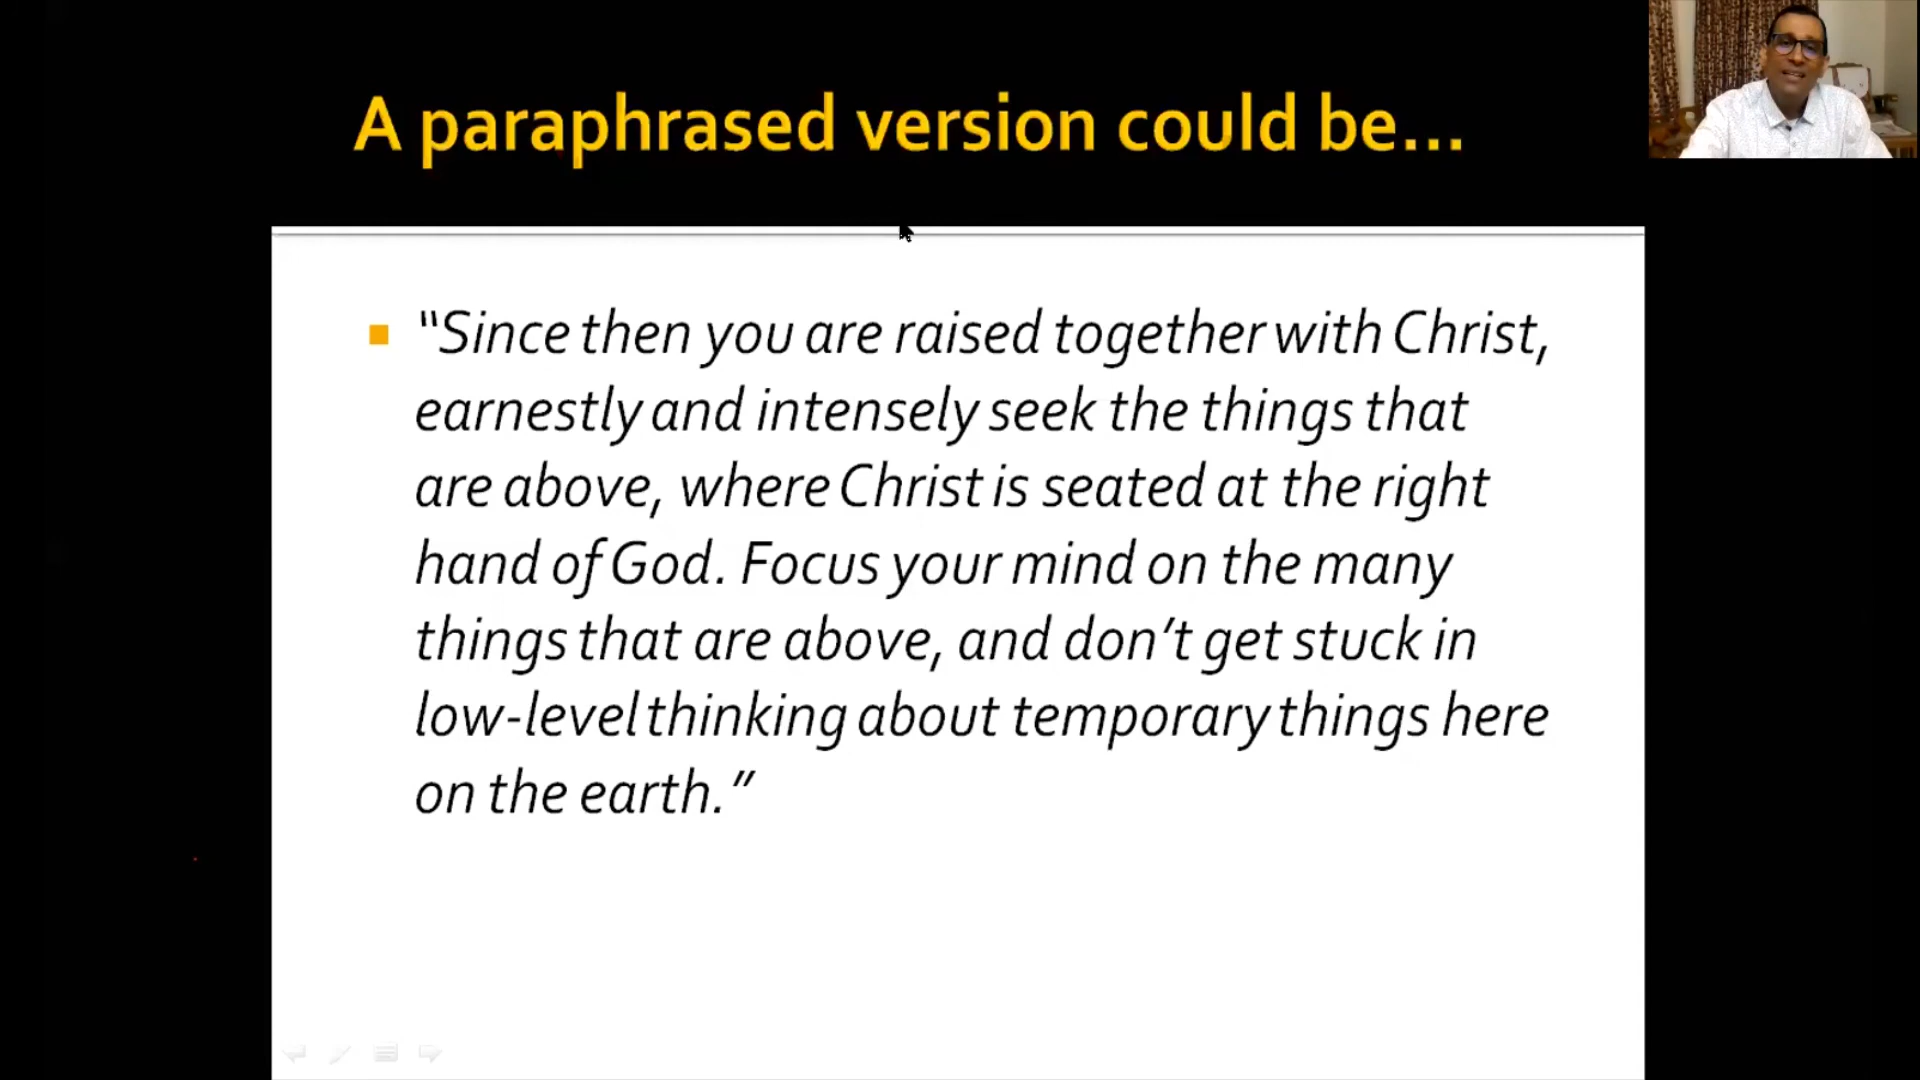 A paraphrased version could be...
“Since then you are raised together with Christ,
earnestly and intensely seek the things that
are above, where Christ is seated at the right
hand of God. Focus your mind on the many
things that are above, and don’t get stuck in
low-level thinking about temporary things here
on the earth.”